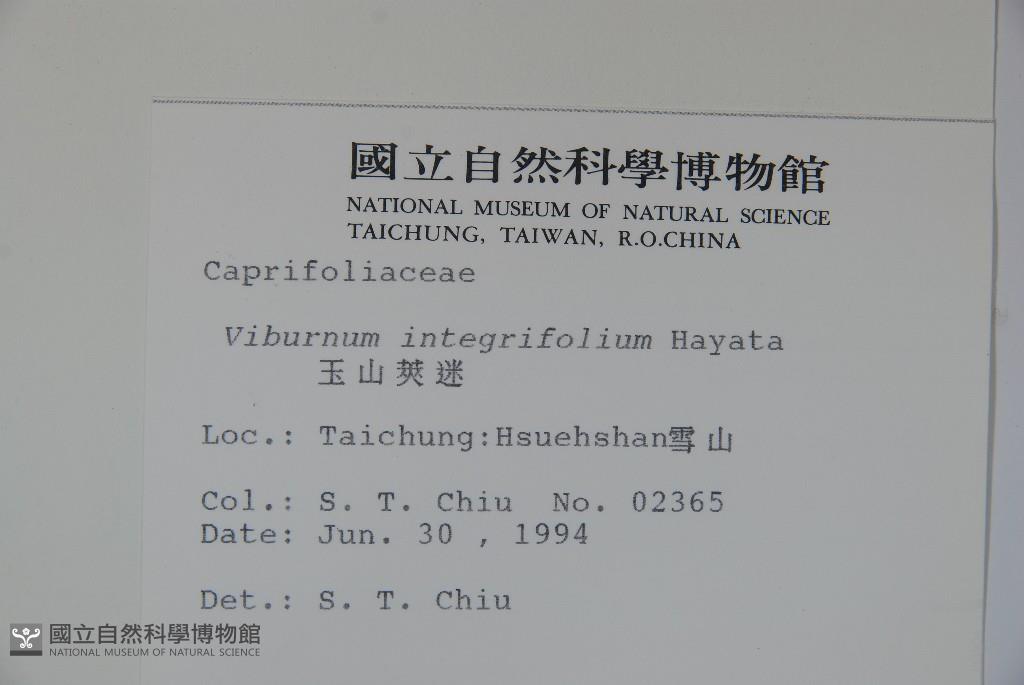 國立自然科學博物館
NATIONAL MUSEUM OF NATURAL SCIENCE
TAICHUNG, TAIWAN, R.O.CHINA
Caprifoliaceae
Viburnum integrifolium Hayata
玉山莢迷
Loc.: Taichung:Hsuehshan雪山
Col.: S. T. Chiu No. 02365
Date: Jun. 30 , 1994
Det.: S. T. Chiu
國立自然科學博物館
NATIONAL MUSEUM OF NATURAL SCIENCE